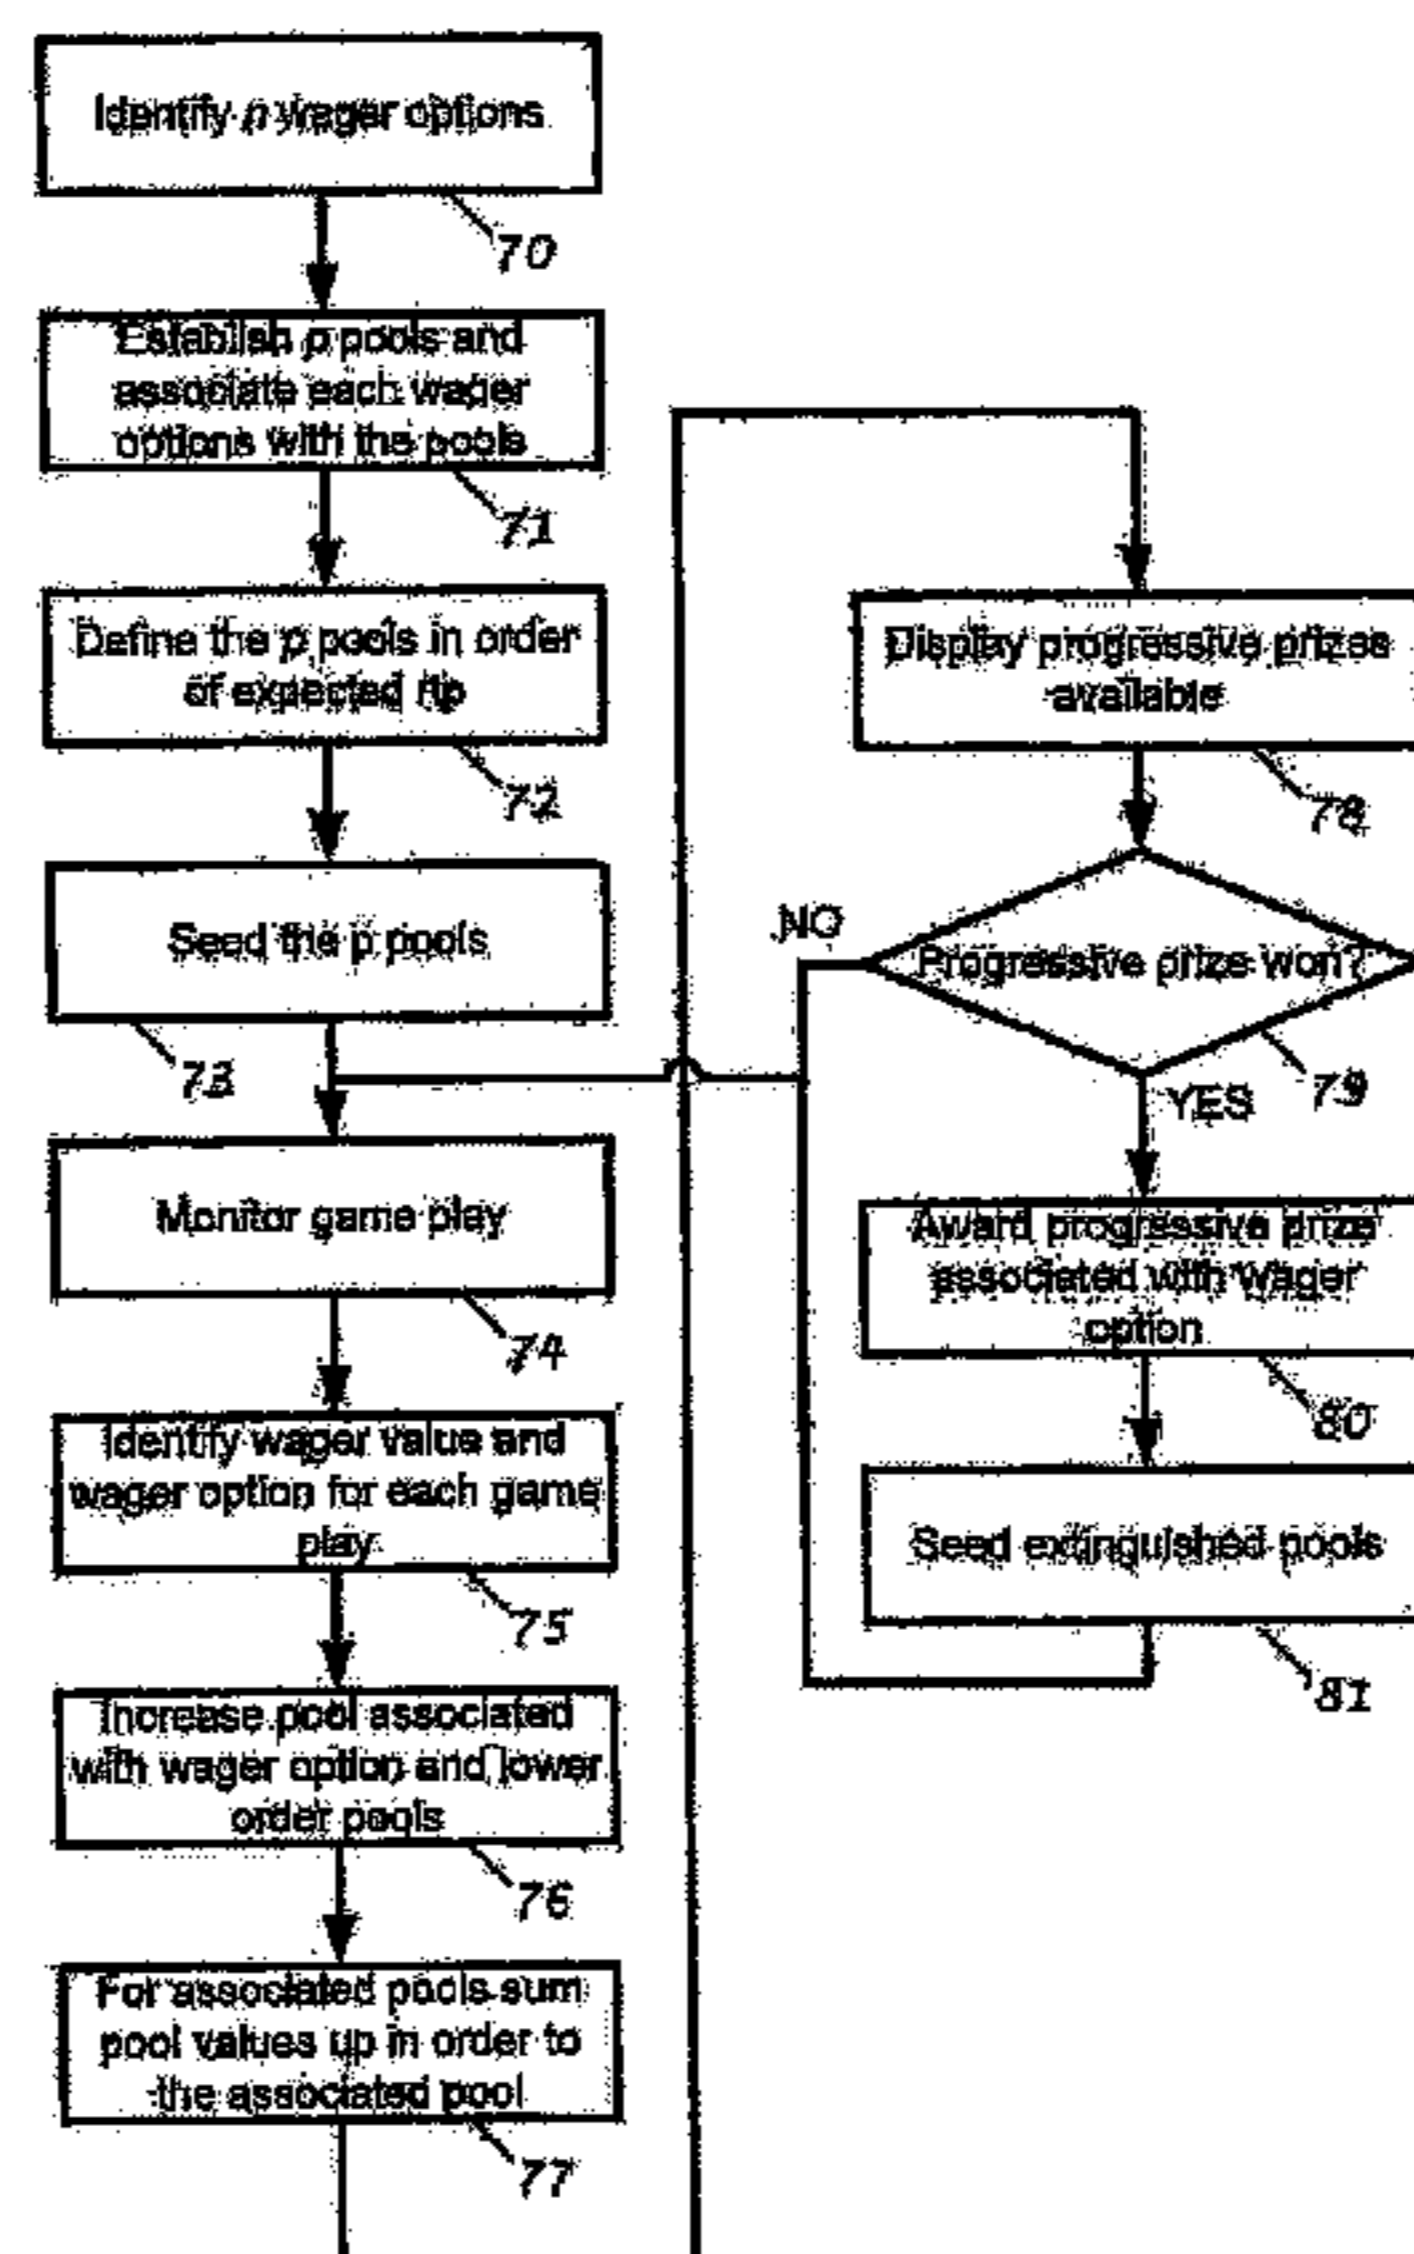 Identify n wager options
70
Establish p pools and
associate each wager
options with the pools
71
Define the p pools in order
of expected rtp
72
Seed the p pools
73
Monitor game play
74
Identify wager value and
wager option for each game
play
75
Increase pool associated
with wager option and lower
order pools
76
For associated pools sum
pool values up in order to
the associated pool
77
Display progressive prizes
available
78
NO
Progressive prize won?
79
YES
Award progressive prize
associated with Wager
option
80
Seed extinguished pools
81